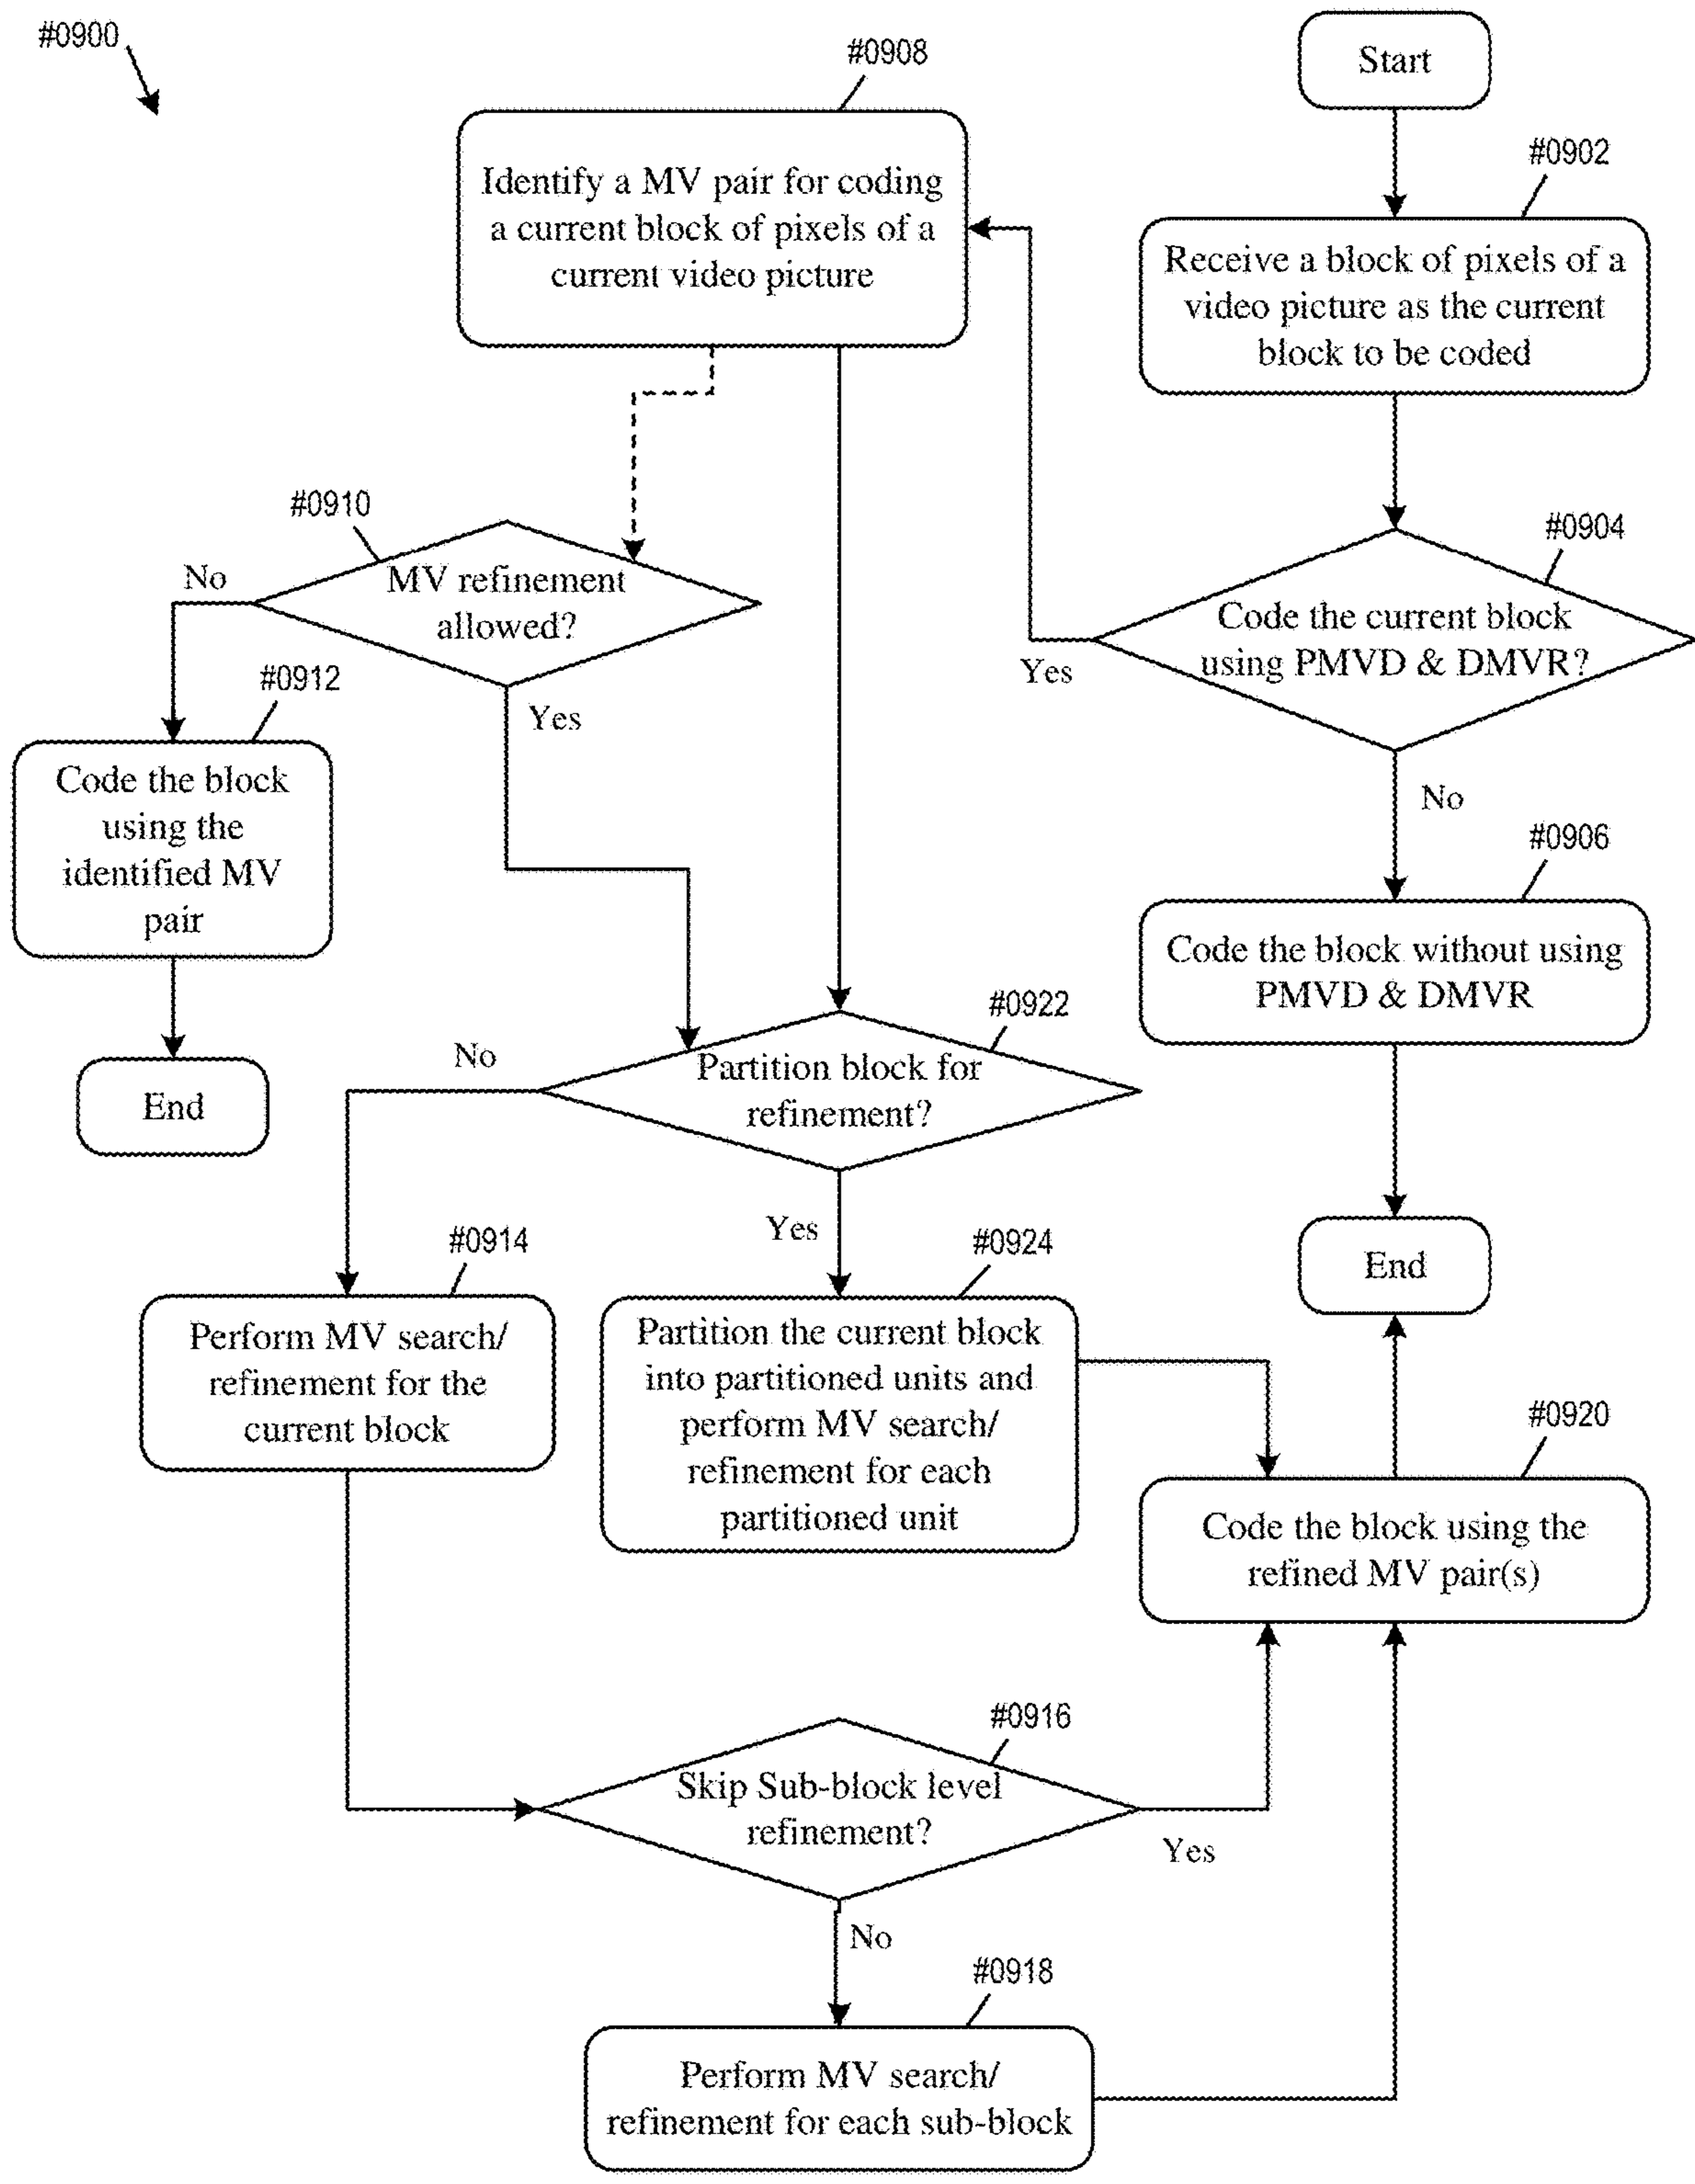 #0900
Start
#0902
Receive a block of pixels of a
video picture as the current
block to be coded
#0904
Code the current block
using PMVD & DMVR?
Yes
No
#0906
Code the block without using
PMVD & DMVR
End
#0908
Identify a MV pair for coding
a current block of pixels of a
current video picture
#0910
MV refinement
allowed?
No
Yes
#0912
Code the block
using the
identified MV
pair
End
#0922
Partition block for
refinement?
No
Yes
#0914
Perform MV search/
refinement for the
current block
#0924
Partition the current block
into partitioned units and
perform MV search/
refinement for each
partitioned unit
#0920
Code the block using the
refined MV pair(s)
#0916
Skip Sub-block level
refinement?
Yes
No
#0918
Perform MV search/
refinement for each sub-block